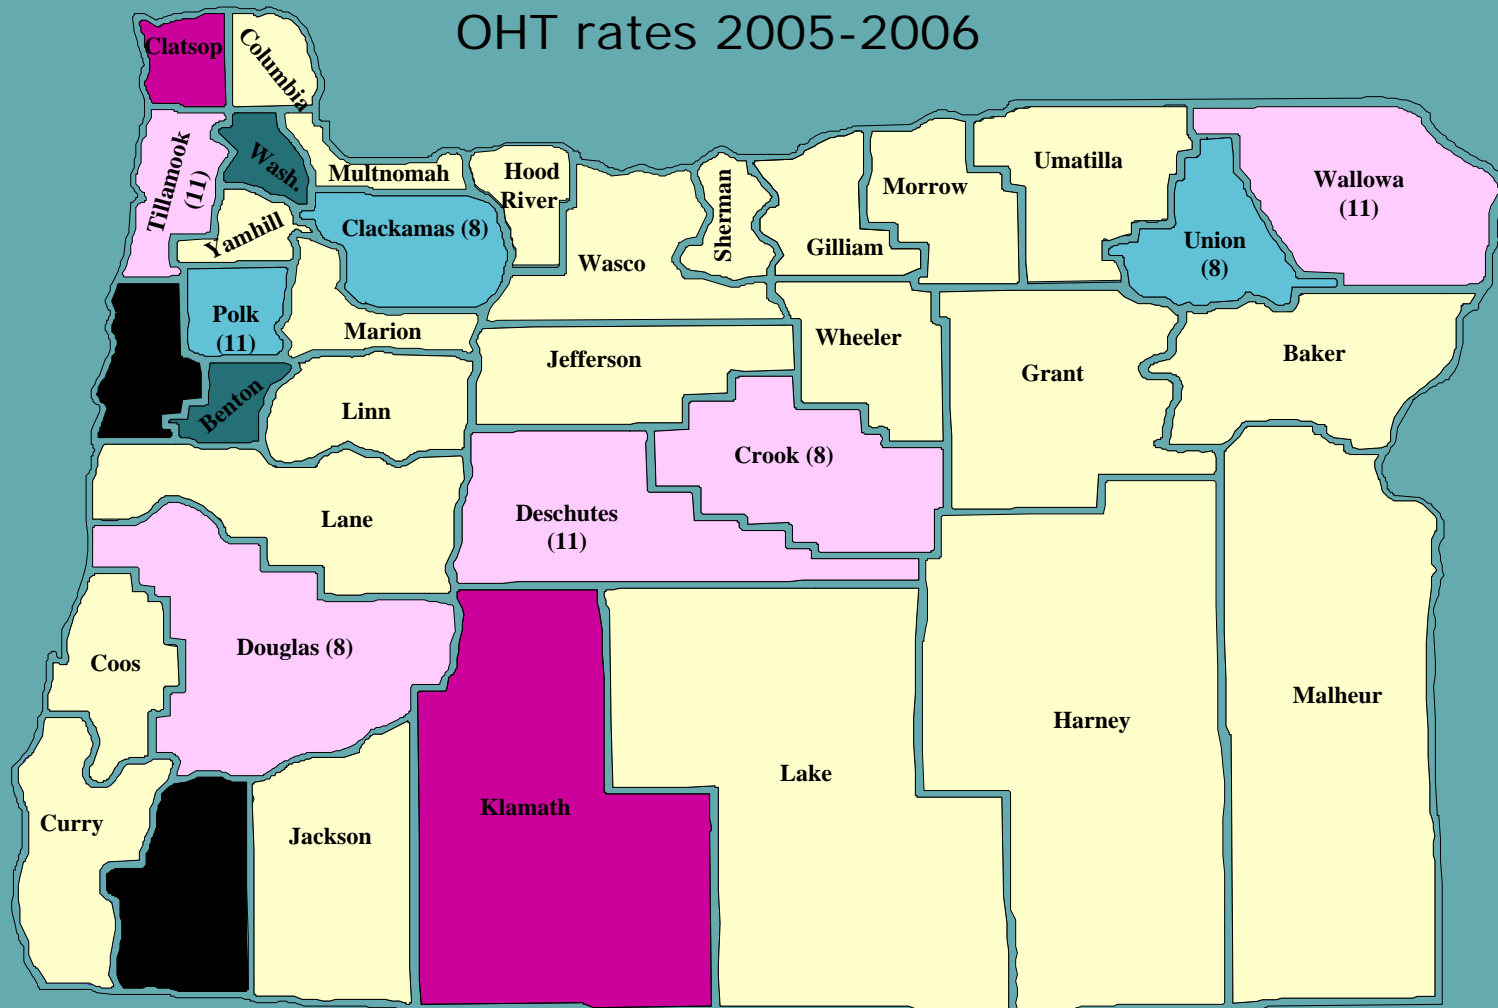 OHT rates 2005-2006
Clatsop
Columbia
Tillamook
(11)
Wash.
Multnomah
Hood
River
Yamhill
Clackamas (8)
Wasco
Sherman
Gilliam
Morrow
Umatilla
Union
(8)
Wallowa
(11)
Polk
(11)
Marion
Jefferson
Wheeler
Grant
Baker
Benton
Linn
Crook (8)
Lane
Deschutes
(11)
Coos
Douglas (8)
Curry
Jackson
Klamath
Lake
Harney
Malheur